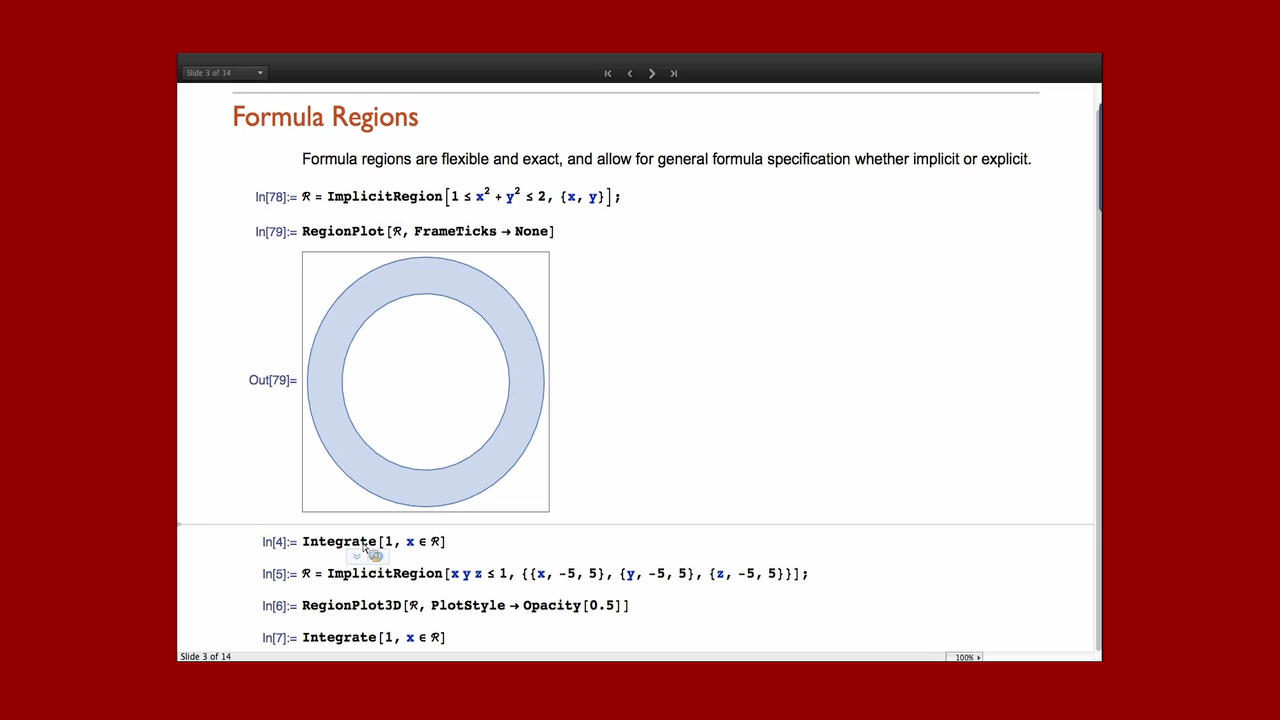 Slide 3 of 14
Formula Regions
Formula regions are flexible and exact, and allow for general formula specification whether implicit or explicit.
In[78]:= ℛ = ImplicitRegion[1 ≤ x² + y² ≤ 2, {x, y}];
In[79]:= RegionPlot[ℛ, FrameTicks → None]
Out[79]=
In[4]:= Integrate[1, x ∈ ℛ]
In[5]:= ℛ = ImplicitRegion[x y z ≤ 1, {{x, -5, 5}, {y, -5, 5}, {z, -5, 5}}];
In[6]:= RegionPlot3D[ℛ, PlotStyle → Opacity[0.5]]
In[7]:= Integrate[1, x ∈ ℛ]
Slide 3 of 14
100%